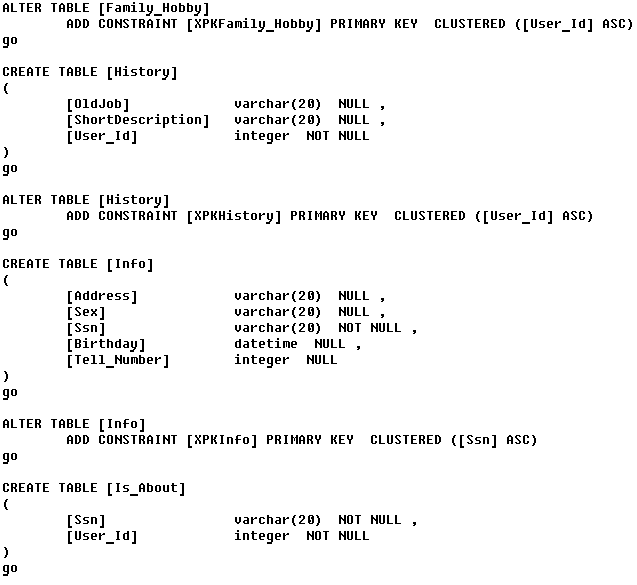 ALTER TABLE [Family_Hobby]
        ADD CONSTRAINT [XPKFamily_Hobby] PRIMARY KEY  CLUSTERED ([User_Id] ASC)
go

CREATE TABLE [History]
(
        [OldJob]             varchar(20)  NULL ,
        [ShortDescription]   varchar(20)  NULL ,
        [User_Id]            integer  NOT NULL
)
go

ALTER TABLE [History]
        ADD CONSTRAINT [XPKHistory] PRIMARY KEY  CLUSTERED ([User_Id] ASC)
go

CREATE TABLE [Info]
(
        [Address]            varchar(20)  NULL ,
        [Sex]                varchar(20)  NULL ,
        [Ssn]                varchar(20)  NOT NULL ,
        [Birthday]           datetime  NULL ,
        [Tell_Number]        integer  NULL
)
go

ALTER TABLE [Info]
        ADD CONSTRAINT [XPKInfo] PRIMARY KEY  CLUSTERED ([Ssn] ASC)
go

CREATE TABLE [Is_About]
(
        [Ssn]                varchar(20)  NOT NULL ,
        [User_Id]            integer  NOT NULL
)
go